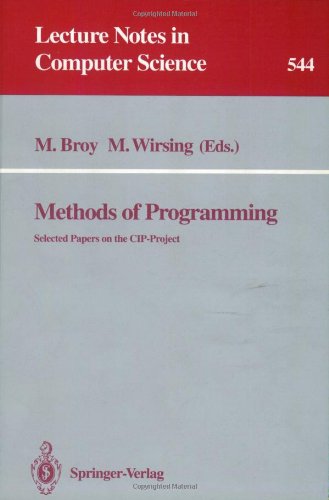 Lecture Notes in
Computer Science
544
M. Broy M. Wirsing (Eds.)
Methods of Programming
Selected Papers on the CIP-Project
Springer-Verlag